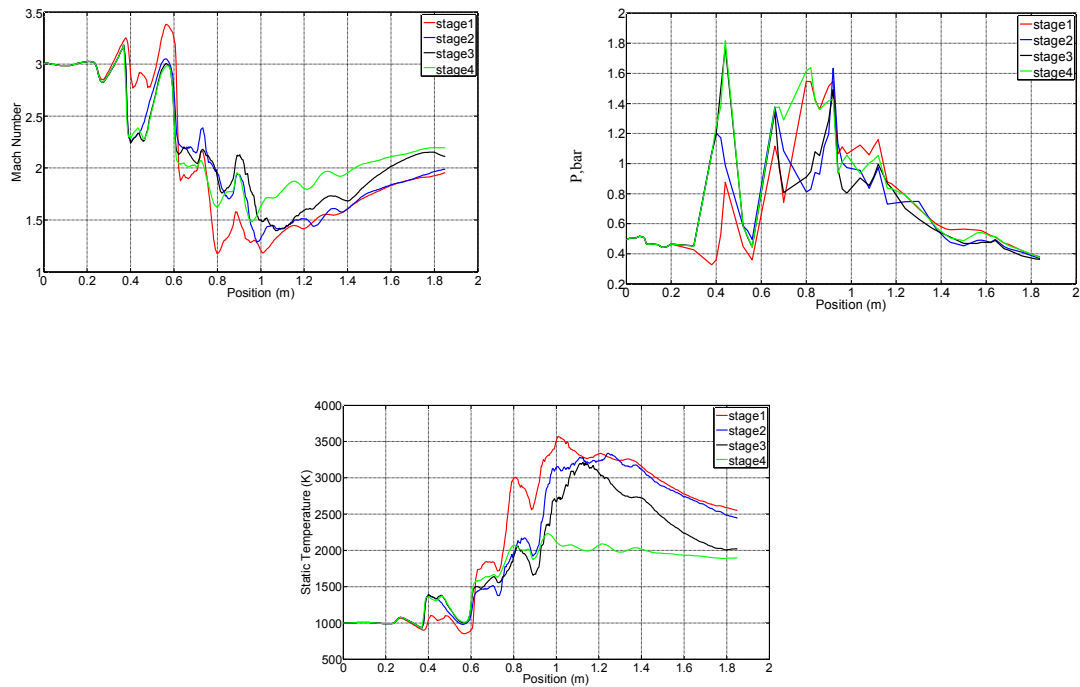 3.5
3
2.5
2
1.5
1
0 0.2 0.4 0.6 0.8 1 1.2 1.4 1.6 1.8 2
Position (m)
Mach Number
stage1
stage2
stage3
stage4
2
1.8
1.6
1.4
1.2
1
0.8
0.6
0.4
0.2
0 0.2 0.4 0.6 0.8 1 1.2 1.4 1.6 1.8 2
Position (m)
P,bar
stage1
stage2
stage3
stage4
4000
3500
3000
2500
2000
1500
1000
500
0 0.2 0.4 0.6 0.8 1 1.2 1.4 1.6 1.8 2
Position (m)
Static Temperature (K)
stage1
stage2
stage3
stage4